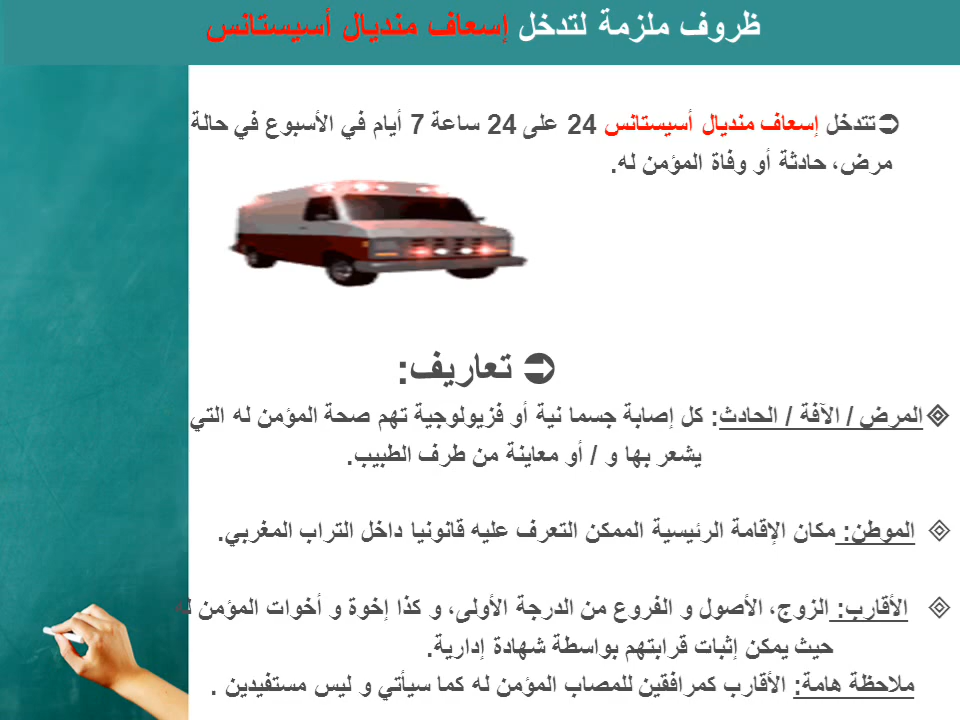 ظروف ملزمة لتدخل إسعاف منديال أسيستانس
تتدخل إسعاف منديال أسيستانس 24 على 24 ساعة 7 أيام في الأسبوع في حالة
مرض، حادثة أو وفاة المؤمن له.
تعاريف:
المرض / الآفة / الحادث: كل إصابة جسما نية أو فزيولوجية تهم صحة المؤمن له التي
يشعر بها و / أو معاينة من طرف الطبيب.
الموطن: مكان الإقامة الرئيسية الممكن التعرف عليه قانونيا داخل التراب المغربي.
الأقارب: الزوج، الأصول و الفروع من الدرجة الأولى، و كذا إخوة و أخوات المؤمن له
حيث يمكن إثبات قرابتهم بواسطة شهادة إدارية.
ملاحظة هامة: الأقارب كمرافقين للمصاب المؤمن له كما سيأتي و ليس مستفيدين .